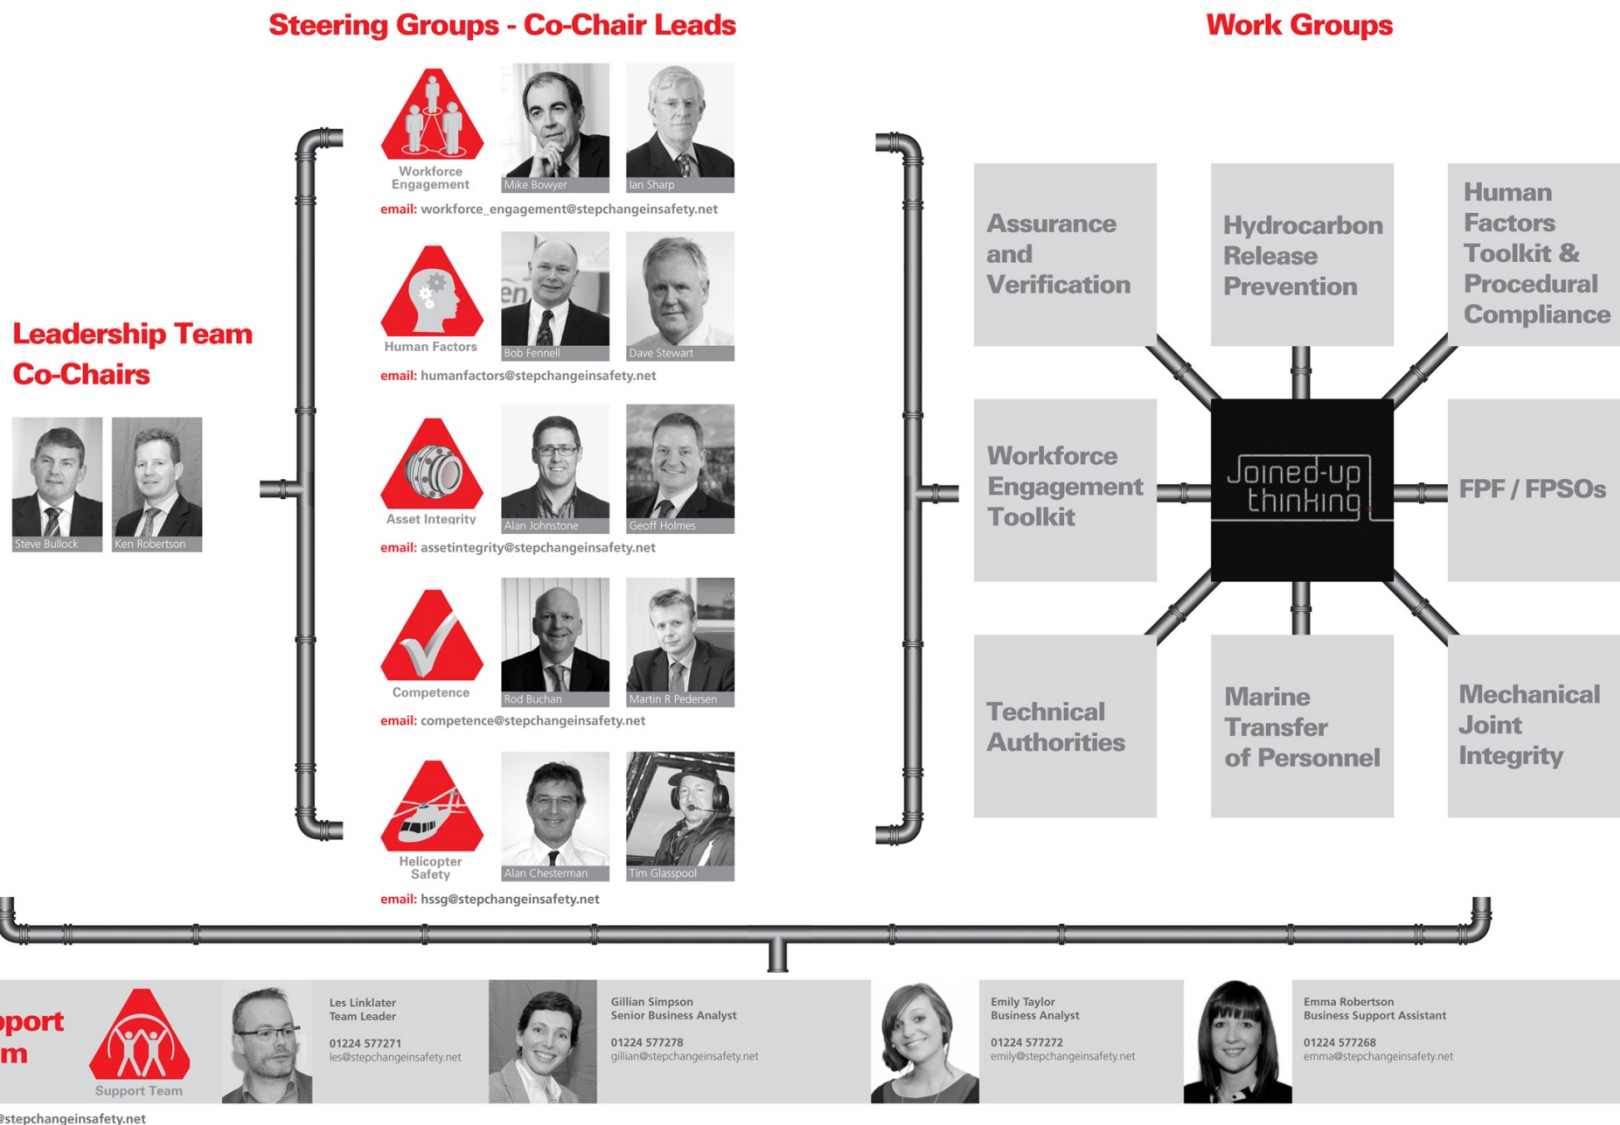 Steering Groups - Co-Chair Leads
Work Groups
Leadership Team
Co-Chairs
Steve Bullock
Ken Robertson
Workforce
Engagement
Mike Bowyer
Ian Sharp
email: workforce_engagement@stepchangeinsafety.net
Human Factors
Bob Fennell
Dave Stewart
email: humanfactors@stepchangeinsafety.net
Asset Integrity
Alan Johnstone
Geoff Holmes
email: assetintegrity@stepchangeinsafety.net
Competence
Rod Buchan
Martin R Pedersen
email: competence@stepchangeinsafety.net
Helicopter
Safety
Alan Chesterman
Tim Glasspool
email: hssg@stepchangeinsafety.net
Assurance
and
Verification
Hydrocarbon
Release
Prevention
Human
Factors
Toolkit &
Procedural
Compliance
Workforce
Engagement
Toolkit
Joined-up
thinking
FPF / FPSOs
Technical
Authorities
Marine
Transfer
of Personnel
Mechanical
Joint
Integrity
pport
m
Support Team
Les Linklater
Team Leader
01224 577271
les@stepchangeinsafety.net
Gillian Simpson
Senior Business Analyst
01224 577278
gillian@stepchangeinsafety.net
Emily Taylor
Business Analyst
01224 577272
emily@stepchangeinsafety.net
Emma Robertson
Business Support Assistant
01224 577268
emma@stepchangeinsafety.net
@stepchangeinsafety.net